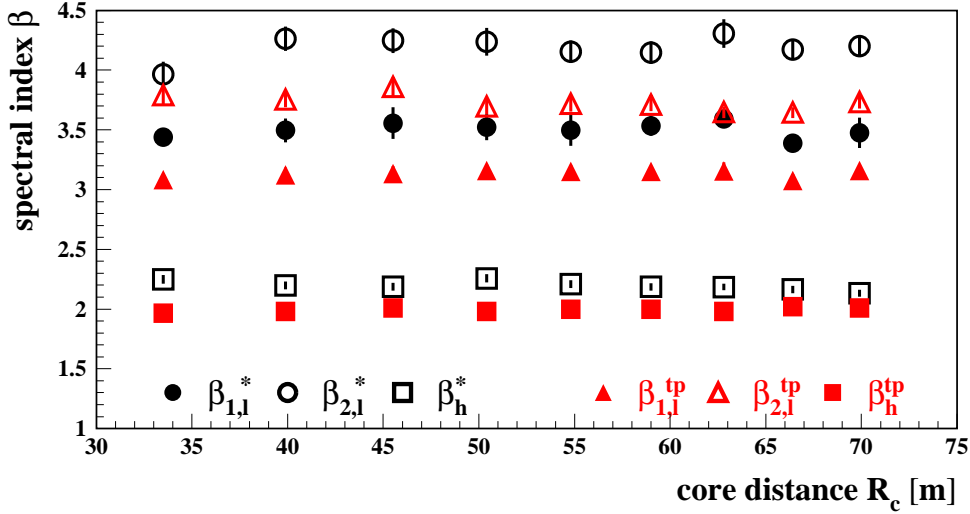 spectral index β
4.5
4
3.5
3
2.5
2
1.5
1
β1,l* β2,l* βh* β1,ltp β2,ltp βhtp
30 35 40 45 50 55 60 65 70 75
core distance Rc [m]